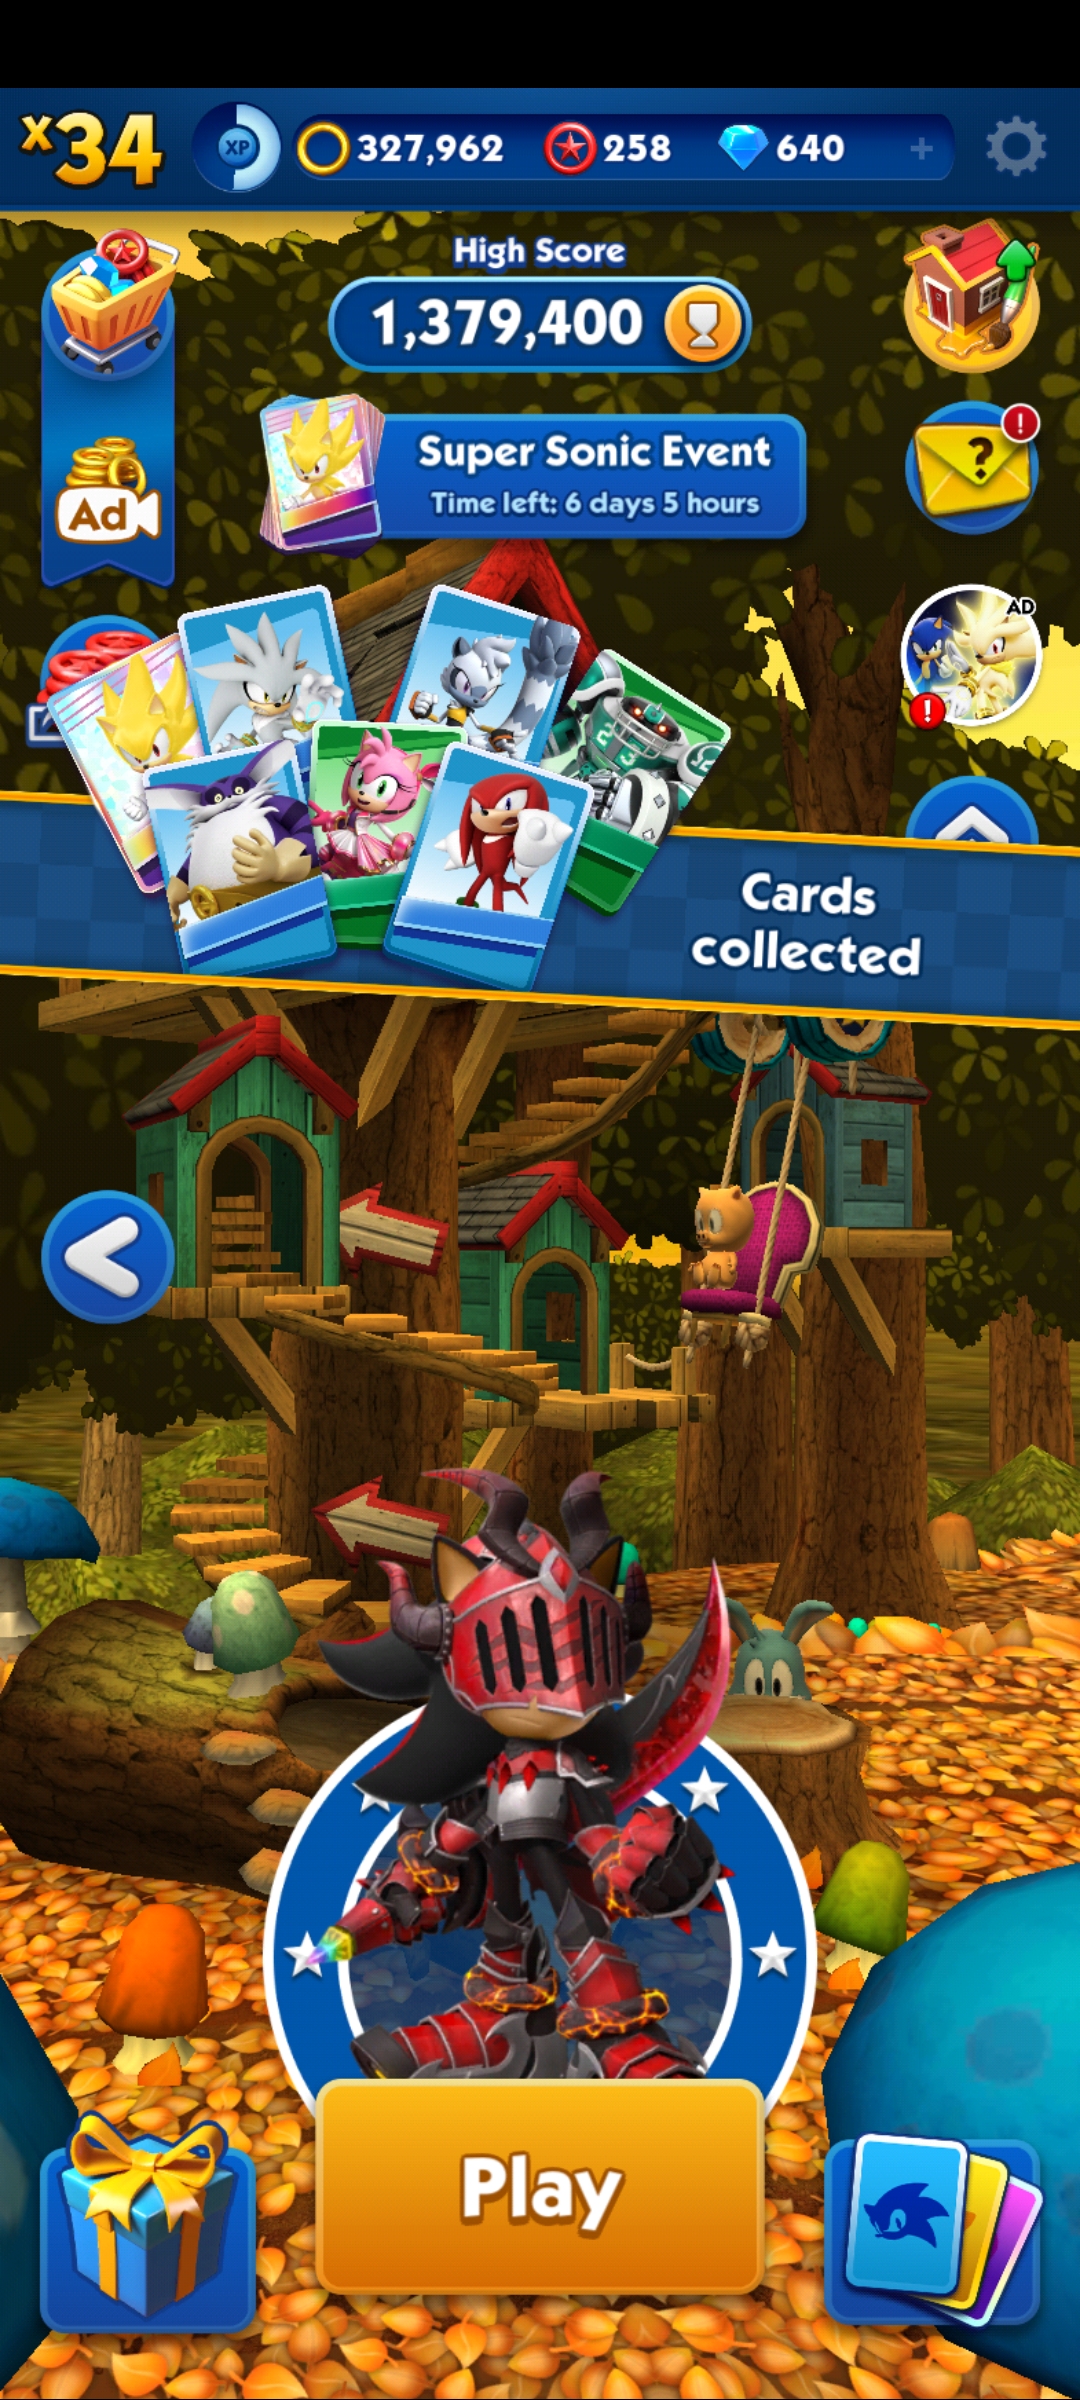 x34
XP
327,962
258
640
High Score
1,379,400
Super Sonic Event
Time left: 6 days 5 hours
?
!
Ad
AD
!
Cards
collected
Play